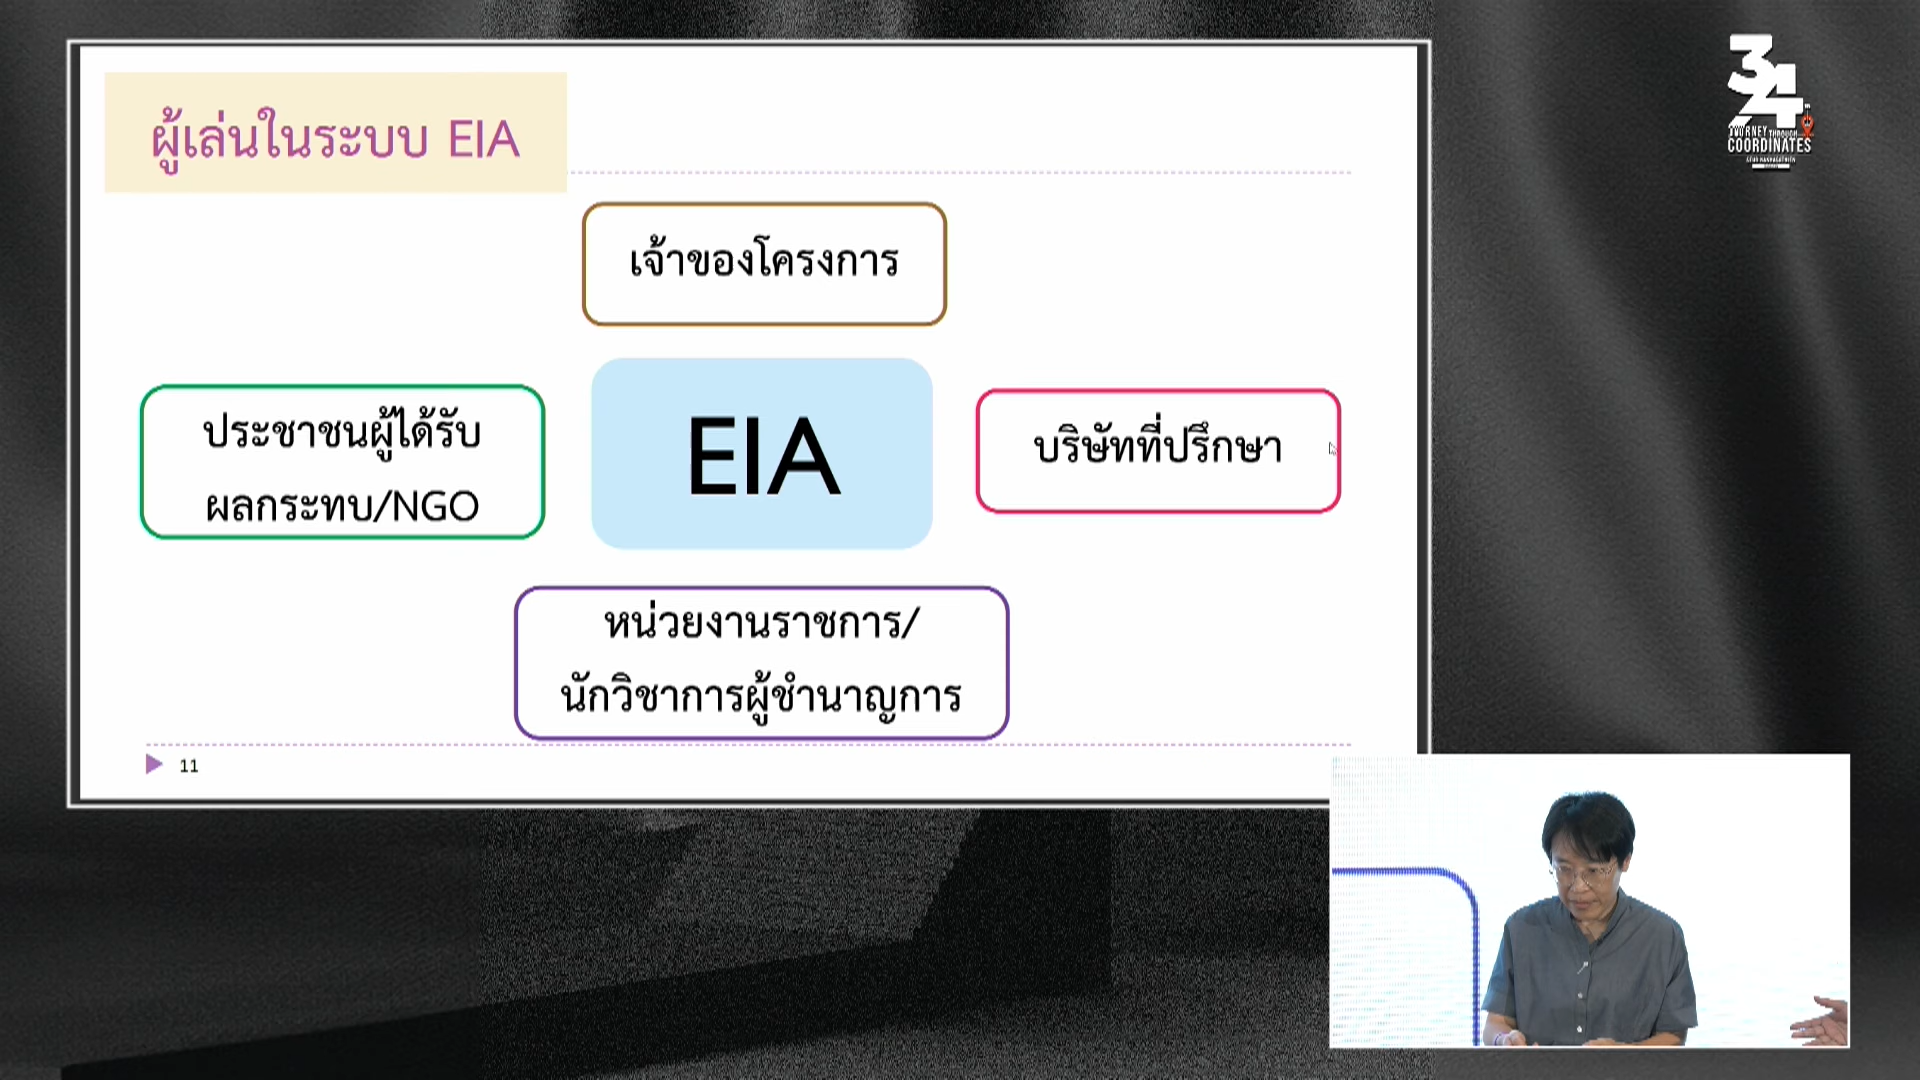 ผู้เล่นในระบบ EIA
เจ้าของโครงการ
ประชาชนผู้ได้รับ
ผลกระทบ/NGO
EIA
บริษัทที่ปรึกษา
หน่วยงานราชการ/
นักวิชาการผู้ชำนาญการ
11
34
JOURNEY THROUGH
COORDINATES